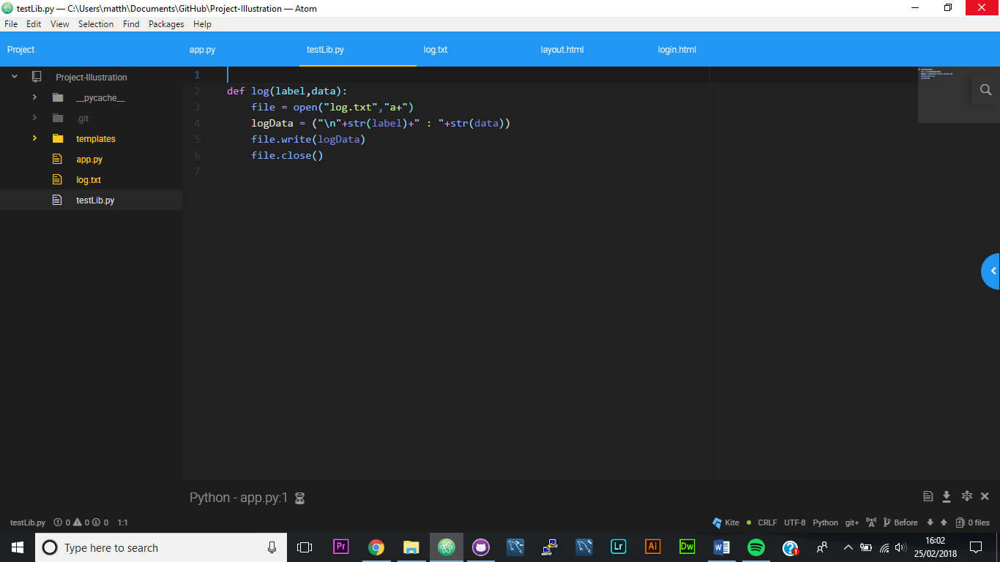 testLib.py — C:\Users\matth\Documents\GitHub\Project-Illustration — Atom
File Edit View Selection Find Packages Help
Project app.py testLib.py log.txt layout.html login.html
Project-Illustration
__pycache__
.git
templates
app.py
log.txt
testLib.py
1
2 def log(label,data):
3     file = open("log.txt","a+")
4     logData = ("\n"+str(label)+" : "+str(data))
5     file.write(logData)
6     file.close()
7
Python - app.py:1
testLib.py 0 0 0 1:1 Kite CRLF UTF-8 Python git+ Before 0 files
Type here to search Pr Lr Ai Dw W 16:02
25/02/2018